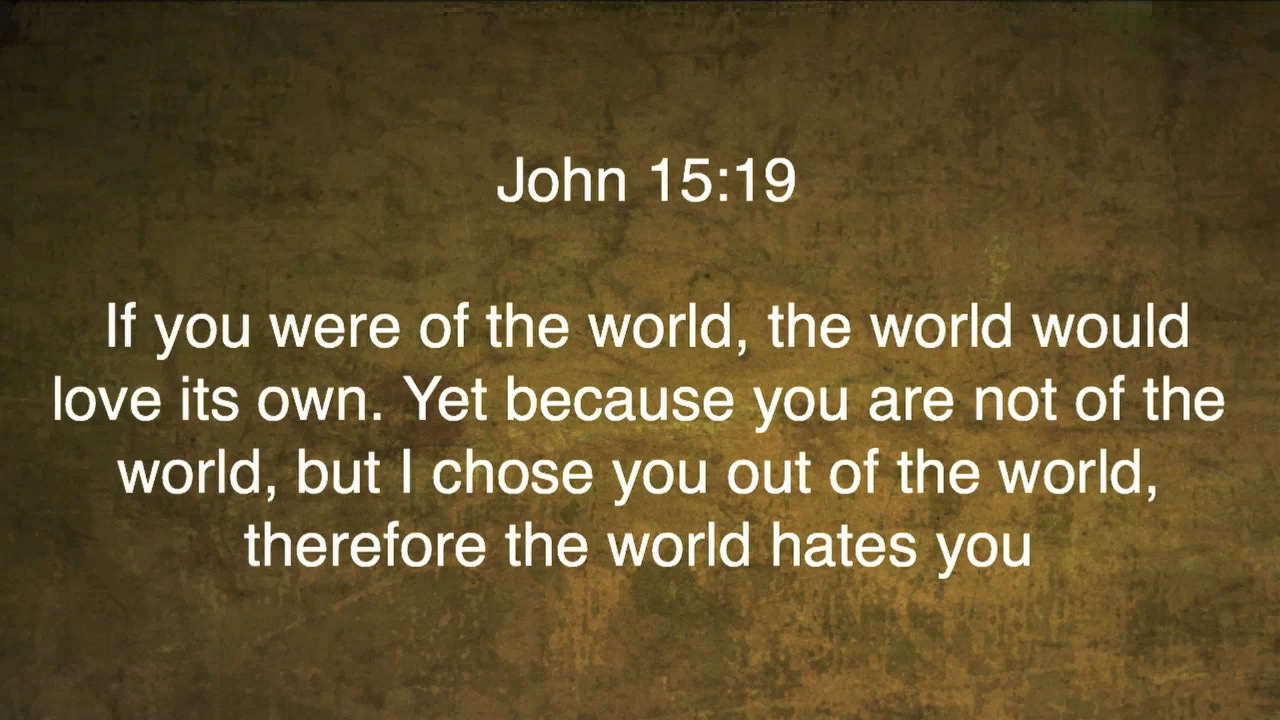 John 15:19
If you were of the world, the world would
love its own. Yet because you are not of the
world, but I chose you out of the world,
therefore the world hates you